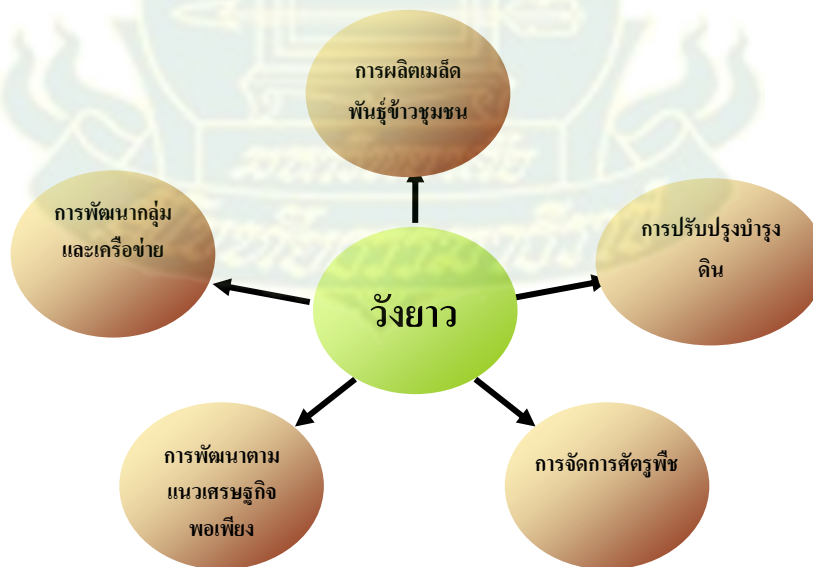 การผลิตเมล็ด
พันธุ์ข้าวชุมชน
การพัฒนากลุ่ม
และเครือข่าย
การปรับปรุงบำรุง
ดิน
วังยาว
การพัฒนาตาม
แนวเศรษฐกิจ
พอเพียง
การจัดการศัตรูพืช